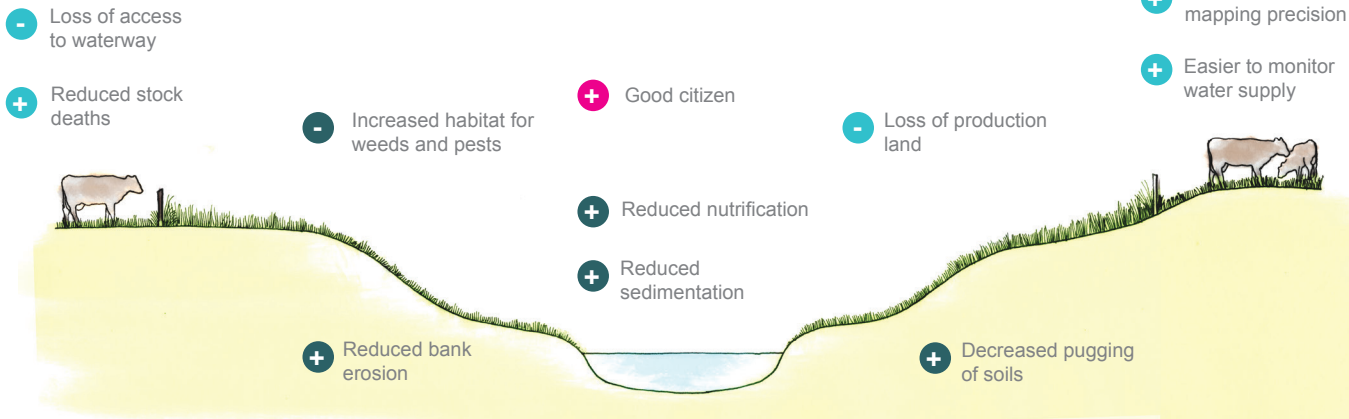 - Loss of access
to waterway
+ Reduced stock
deaths
- Increased habitat for
weeds and pests
+ Good citizen
+ Reduced nutrification
+ Reduced
sedimentation
+ Reduced bank
erosion
- Loss of production
land
+ mapping precision
+ Easier to monitor
water supply
+ Decreased pugging
of soils